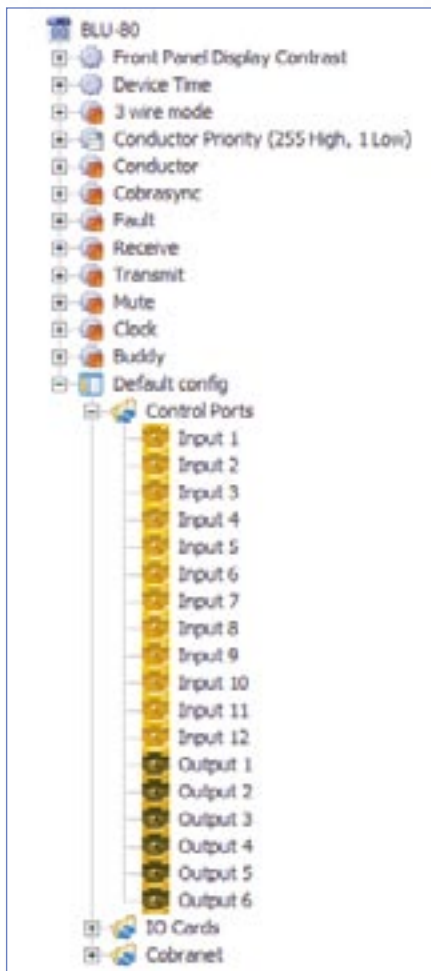 BLU-80
Front Panel Display Contrast
Device Time
3 wire mode
Conductor Priority (255 High, 1 Low)
Conductor
Cobrasync
Fault
Receive
Transmit
Mute
Clock
Buddy
Default config
Control Ports
Input 1
Input 2
Input 3
Input 4
Input 5
Input 6
Input 7
Input 8
Input 9
Input 10
Input 11
Input 12
Output 1
Output 2
Output 3
Output 4
Output 5
Output 6
IO Cards
Cobranet